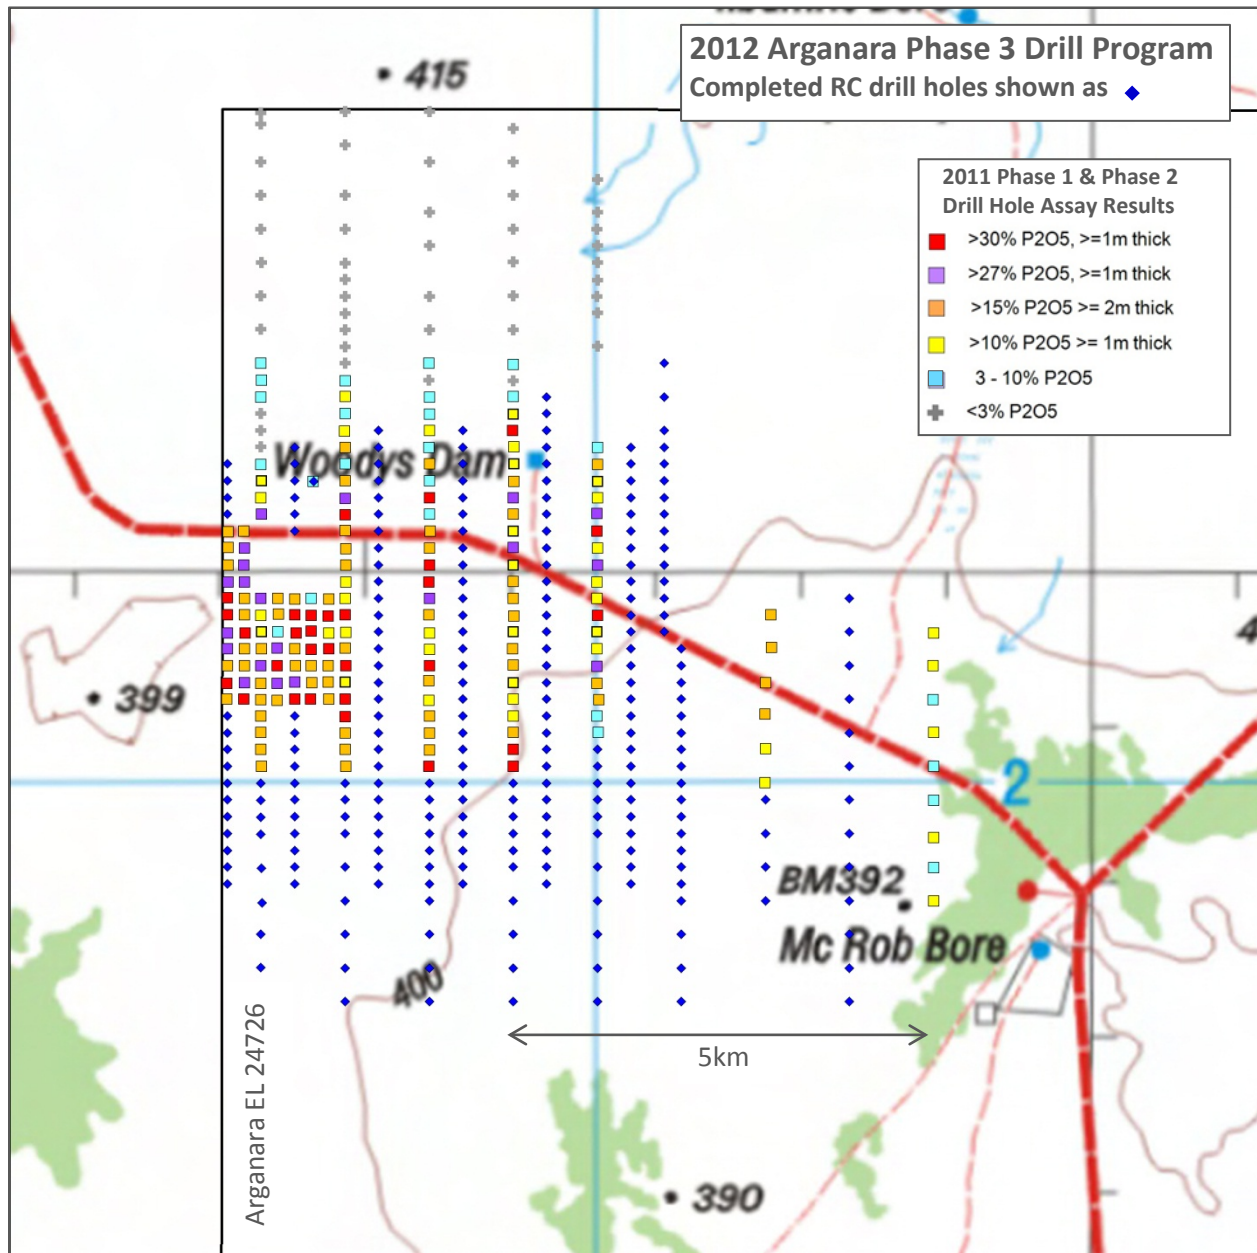 2012 Arganara Phase 3 Drill Program
Completed RC drill holes shown as
415
2011 Phase 1 & Phase 2
Drill Hole Assay Results
>30% P2O5, >=1m thick
>27% P2O5, >=1m thick
>15% P2O5 >= 2m thick
>10% P2O5 >= 1m thick
3 - 10% P2O5
<3% P2O5
Woodys Dam
399
4
2
BM392
Mc Rob Bore
400
5km
Arganara EL 24726
390